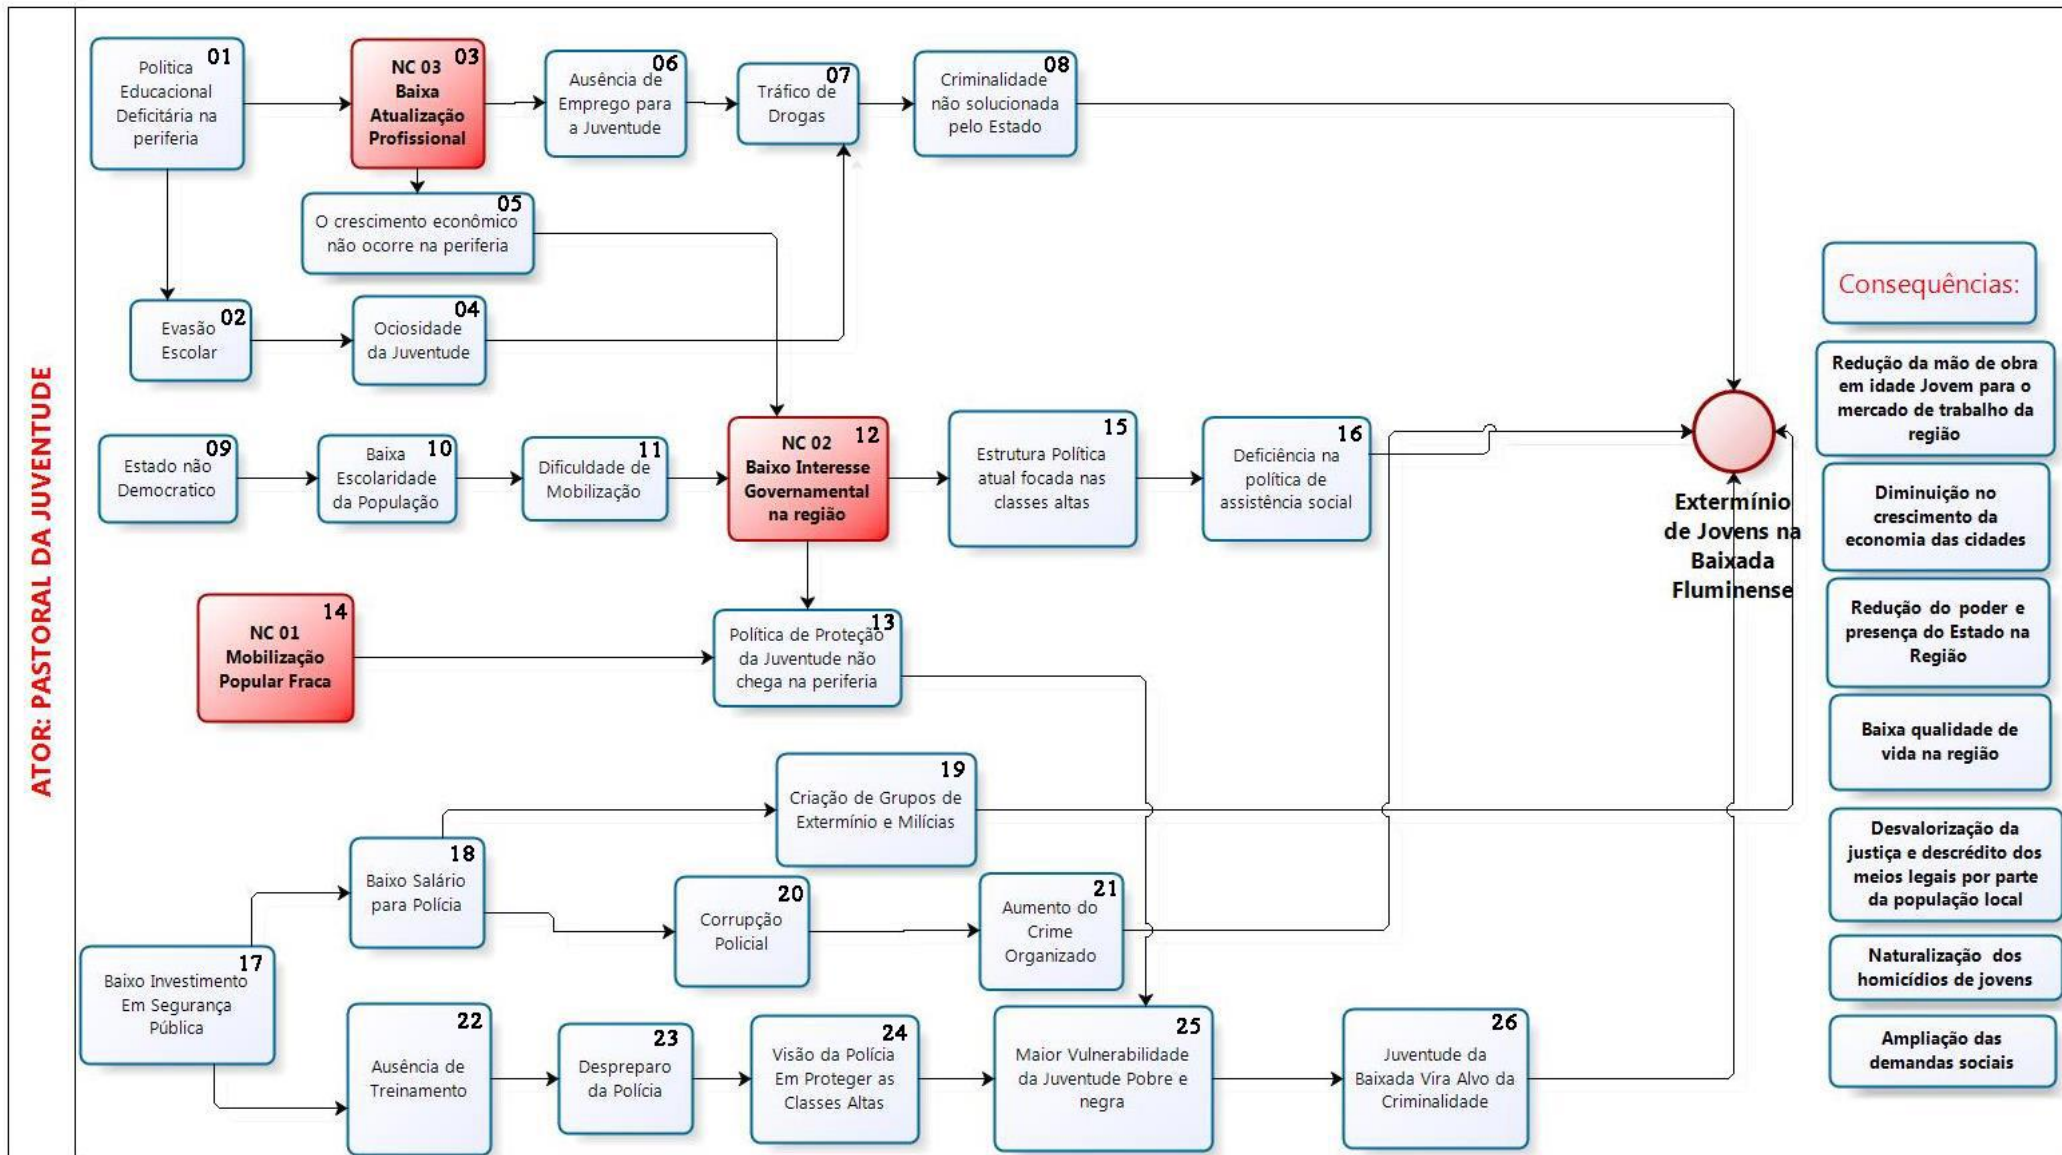 ATOR: PASTORAL DA JUVENTUDE
01
Politica
Educacional
Deficitária na
periferia
03
NC 03
Baixa
Atualização
Profissional
06
Ausência de
Emprego para
a Juventude
07
Tráfico de
Drogas
08
Criminalidade
não solucionada
pelo Estado
05
O crescimento econômico
não ocorre na periferia
02
Evasão
Escolar
04
Ociosidade
da Juventude
09
Estado não
Democratico
10
Baixa
Escolaridade
da População
11
Dificuldade de
Mobilização
12
NC 02
Baixo Interesse
Governamental
na região
15
Estrutura Política
atual focada nas
classes altas
16
Deficiência na
política de
assistência social
Extermínio
de Jovens na
Baixada
Fluminense
14
NC 01
Mobilização
Popular Fraca
13
Política de Proteção
da Juventude não
chega na periferia
19
Criação de Grupos de
Extermínio e Milícias
18
Baixo Salário
para Polícia
20
Corrupção
Policial
21
Aumento do
Crime
Organizado
17
Baixo Investimento
Em Segurança
Pública
22
Ausência de
Treinamento
23
Despreparo
da Polícia
24
Visão da Polícia
Em Proteger as
Classes Altas
25
Maior Vulnerabilidade
da Juventude Pobre e
negra
26
Juventude da
Baixada Vira Alvo da
Criminalidade
Consequências:
Redução da mão de obra
em idade Jovem para o
mercado de trabalho da
região
Diminuição no
crescimento da
economia das cidades
Redução do poder e
presença do Estado na
Região
Baixa qualidade de
vida na região
Desvalorização da
justiça e descrédito dos
meios legais por parte
da população local
Naturalização dos
homicídios de jovens
Ampliação das
demandas sociais